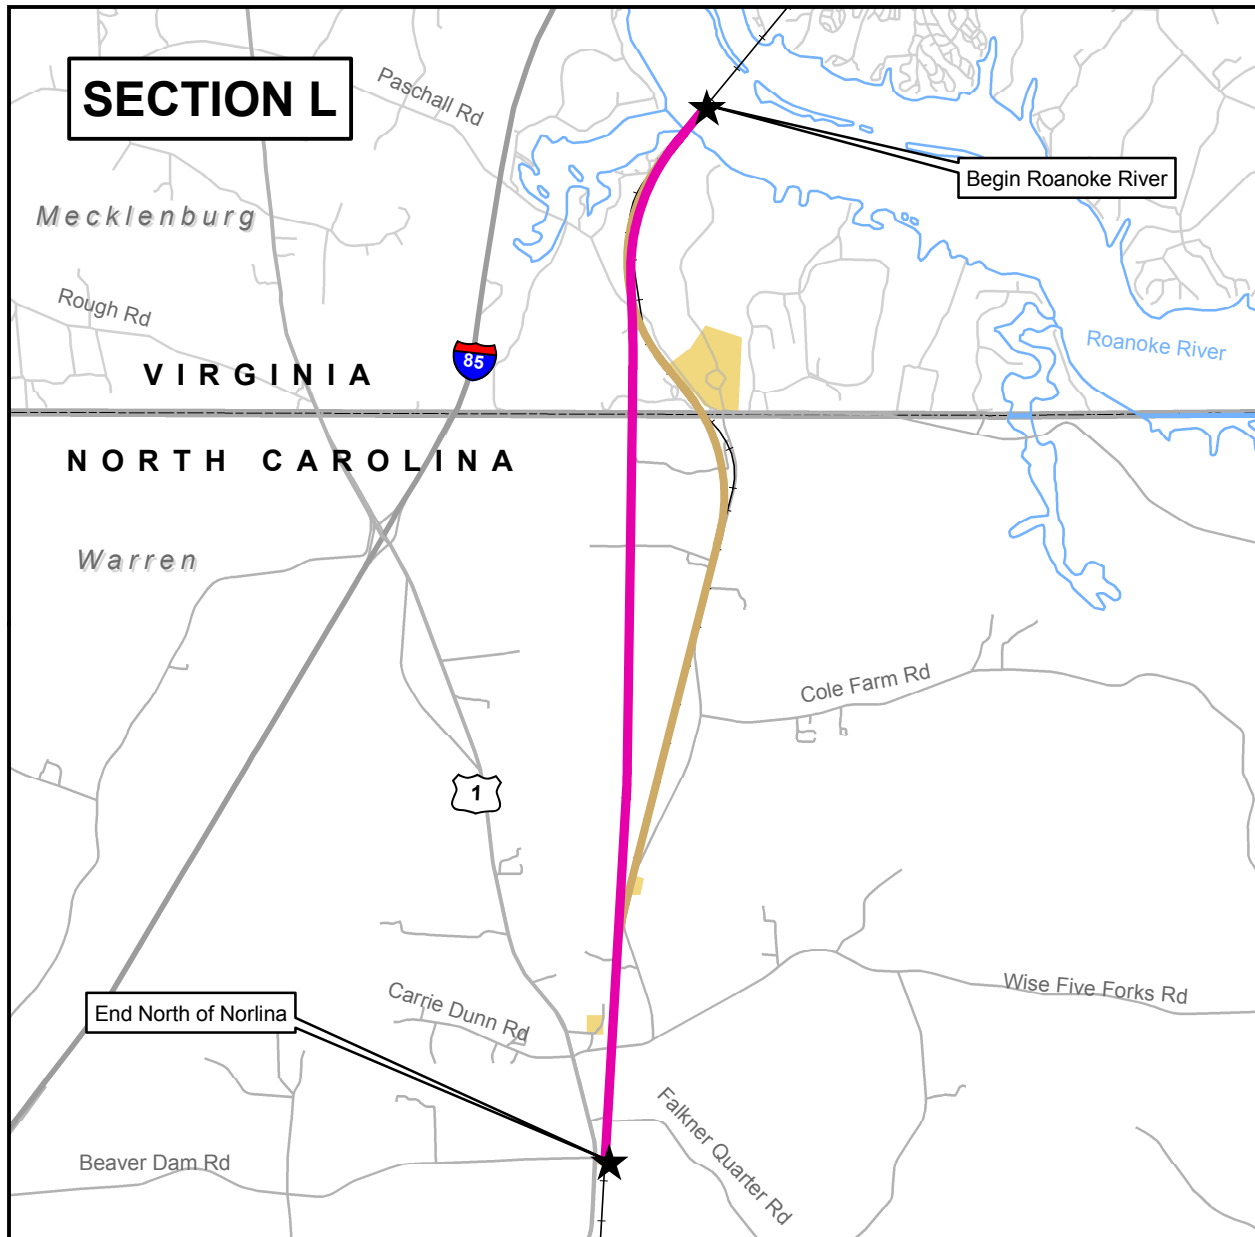 SECTION L
Paschall Rd
Begin Roanoke River
Mecklenburg
Rough Rd
Roanoke River
85
VIRGINIA
NORTH CAROLINA
Warren
Cole Farm Rd
1
Wise Five Forks Rd
Carrie Dunn Rd
End North of Norlina
Falkner Quarter Rd
Beaver Dam Rd